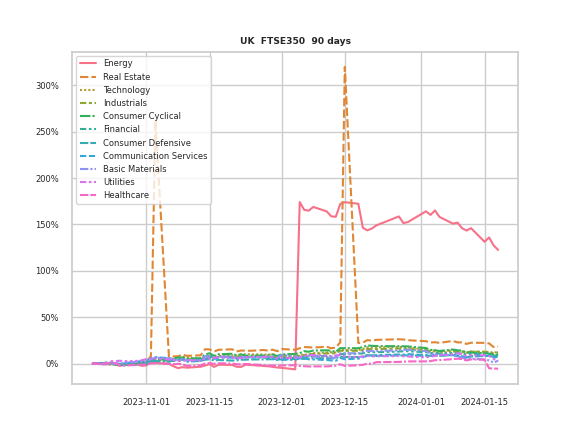 UK FTSE350 90 days
Energy
Real Estate
Technology
Industrials
Consumer Cyclical
Financial
Consumer Defensive
Communication Services
Basic Materials
Utilities
Healthcare
300%
250%
200%
150%
100%
50%
0%
2023-11-01 2023-11-15 2023-12-01 2023-12-15 2024-01-01 2024-01-15